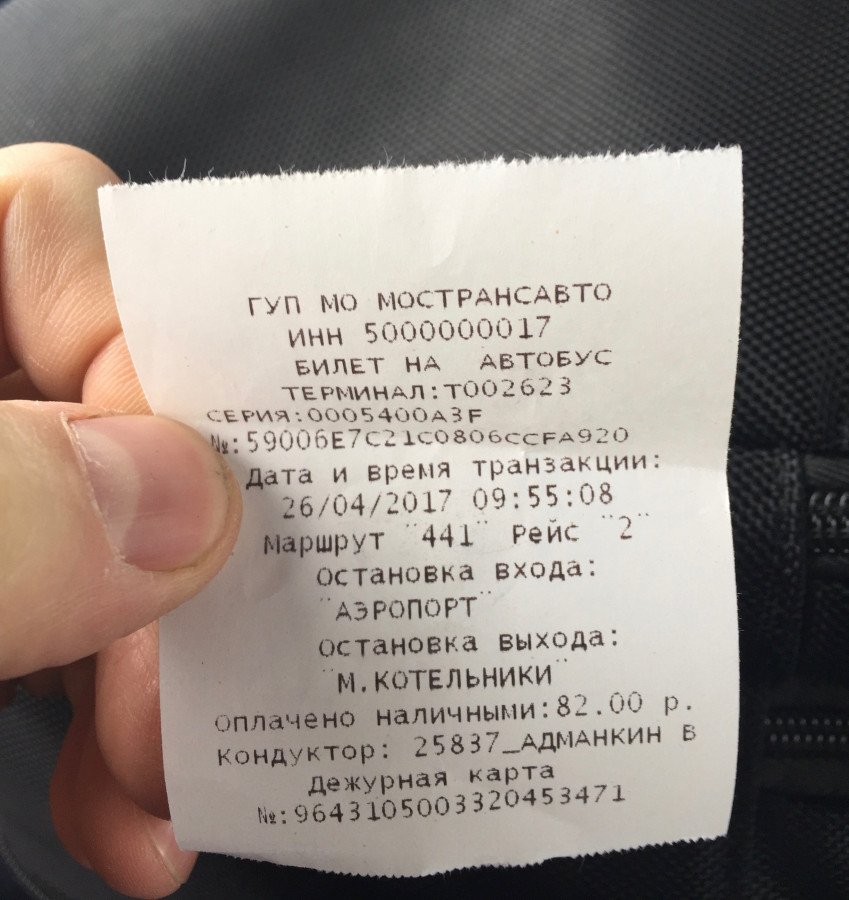 ГУП МО МОСТРАНСАВТО
ИНН 5000000017
БИЛЕТ НА АВТОБУС
ТЕРМИНАЛ:Т002623
СЕРИЯ:0005400A3F
№:59006E7C21C0806CCFA920
Дата и время транзакции:
26/04/2017 09:55:08
Маршрут "441" Рейс "2"
Остановка входа:
"АЭРОПОРТ"
Остановка выхода:
"М.КОТЕЛЬНИКИ"
Оплачено наличными:82.00 р.
Кондуктор: 25837_АДМАНКИН В
Дежурная карта
№:9643105003320453471